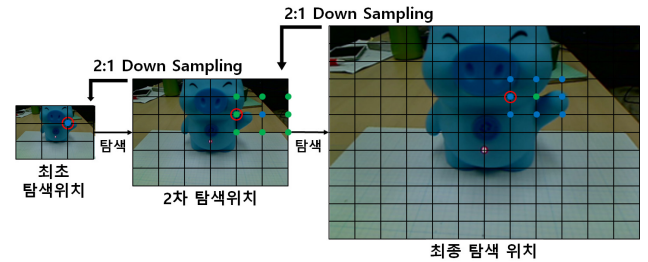 2:1 Down Sampling
2:1 Down Sampling
탐색
탐색
최초
탐색위치
2차 탐색위치
최종 탐색 위치